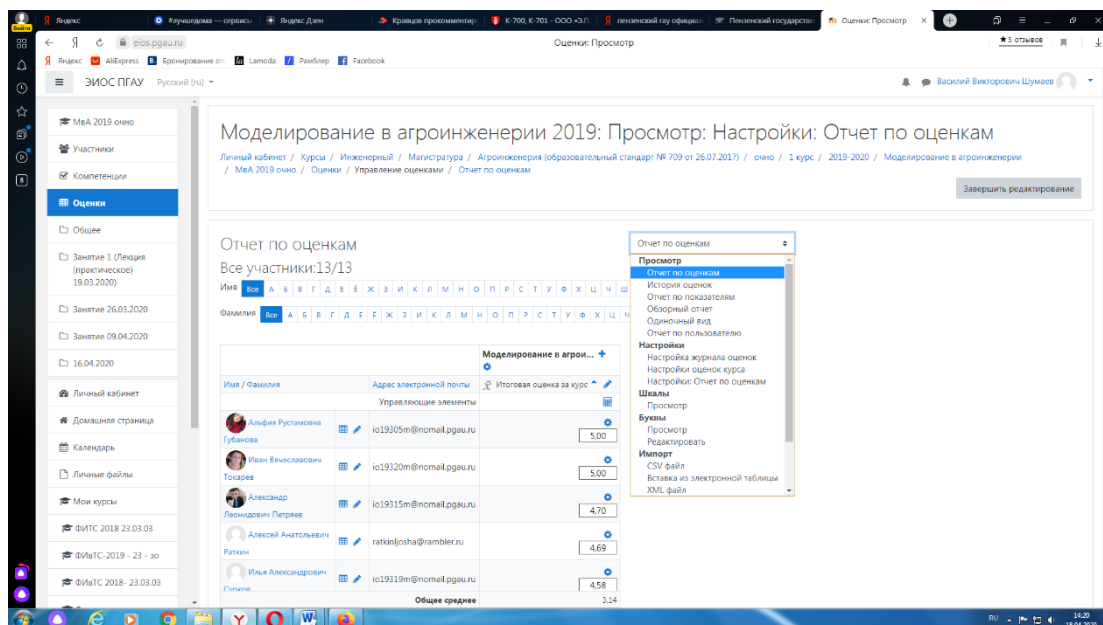 Войти
Яндекс
#лучшедома — сервисы
Яндекс Дзен
Кравцов прокомментир
К-700, К-701 - ООО «З.П
пензенский гау официал
Пензенский государстве
Оценки: Просмотр
eios.pgau.ru
Оценки: Просмотр
★ 5 отзывов
Яндекс
AliExpress
Бронирование от
Lamoda
Рамблер
Facebook
ЭИОС ПГАУ
Русский (ru)
Василий Викторович Шумаев
МвА 2019 очно
Участники
Компетенции
Оценки
Общее
Занятие 1 (Лекция
(практическое)
19.03.2020)
Занятие 26.03.2020
Занятие 09.04.2020
16.04.2020
Личный кабинет
Домашняя страница
Календарь
Личные файлы
Мои курсы
ФИТС 2018 23.03.03
ФИвТС-2019 - 23 - зо
ФИвТС 2018- 23.03.03
Моделирование в агроинженерии 2019: Просмотр: Настройки: Отчет по оценкам
Личный кабинет / Курсы / Инженерный / Магистратура / Агроинженерия (образовательный стандарт № 709 от 26.07.2017) / очно / 1 курс / 2019-2020 / Моделирование в агроинженерии
/ МвА 2019 очно / Оценки / Управление оценками / Отчет по оценкам
Завершить редактирование
Отчет по оценкам
Все участники:13/13
Имя Все А Б В Г Д Е Ё Ж З И К Л М Н О П Р С Т У Ф Х Ц Ч Ш
Фамилия Все А Б В Г Д Е Ё Ж З И К Л М Н О П Р С Т У Ф Х Ц Ч
Отчет по оценкам
Просмотр
Отчет по оценкам
История оценок
Отчет по показателям
Обзорный отчет
Одиночный вид
Отчет по пользователю
Настройки
Настройка журнала оценок
Настройки оценок курса
Настройки: Отчет по оценкам
Шкалы
Просмотр
Буквы
Просмотр
Редактировать
Импорт
CSV файл
Вставка из электронной таблицы
XML файл
Моделирование в агрои...
Имя / Фамилия
Адрес электронной почты
Итоговая оценка за курс
Управляющие элементы
Альфия Рустамовна
Губанова
io19305m@nomail.pgau.ru
5,00
Иван Вячеславович
Токарев
io19320m@nomail.pgau.ru
5,00
Александр
Леонидович Петряев
io19315m@nomail.pgau.ru
4,70
Алексей Анатольевич
Раткин
ratkinljosha@rambler.ru
4,69
Илья Александрович
Сурков
io19319m@nomail.pgau.ru
4,58
Общее среднее
3.14
RU
14:20
18.04.2020